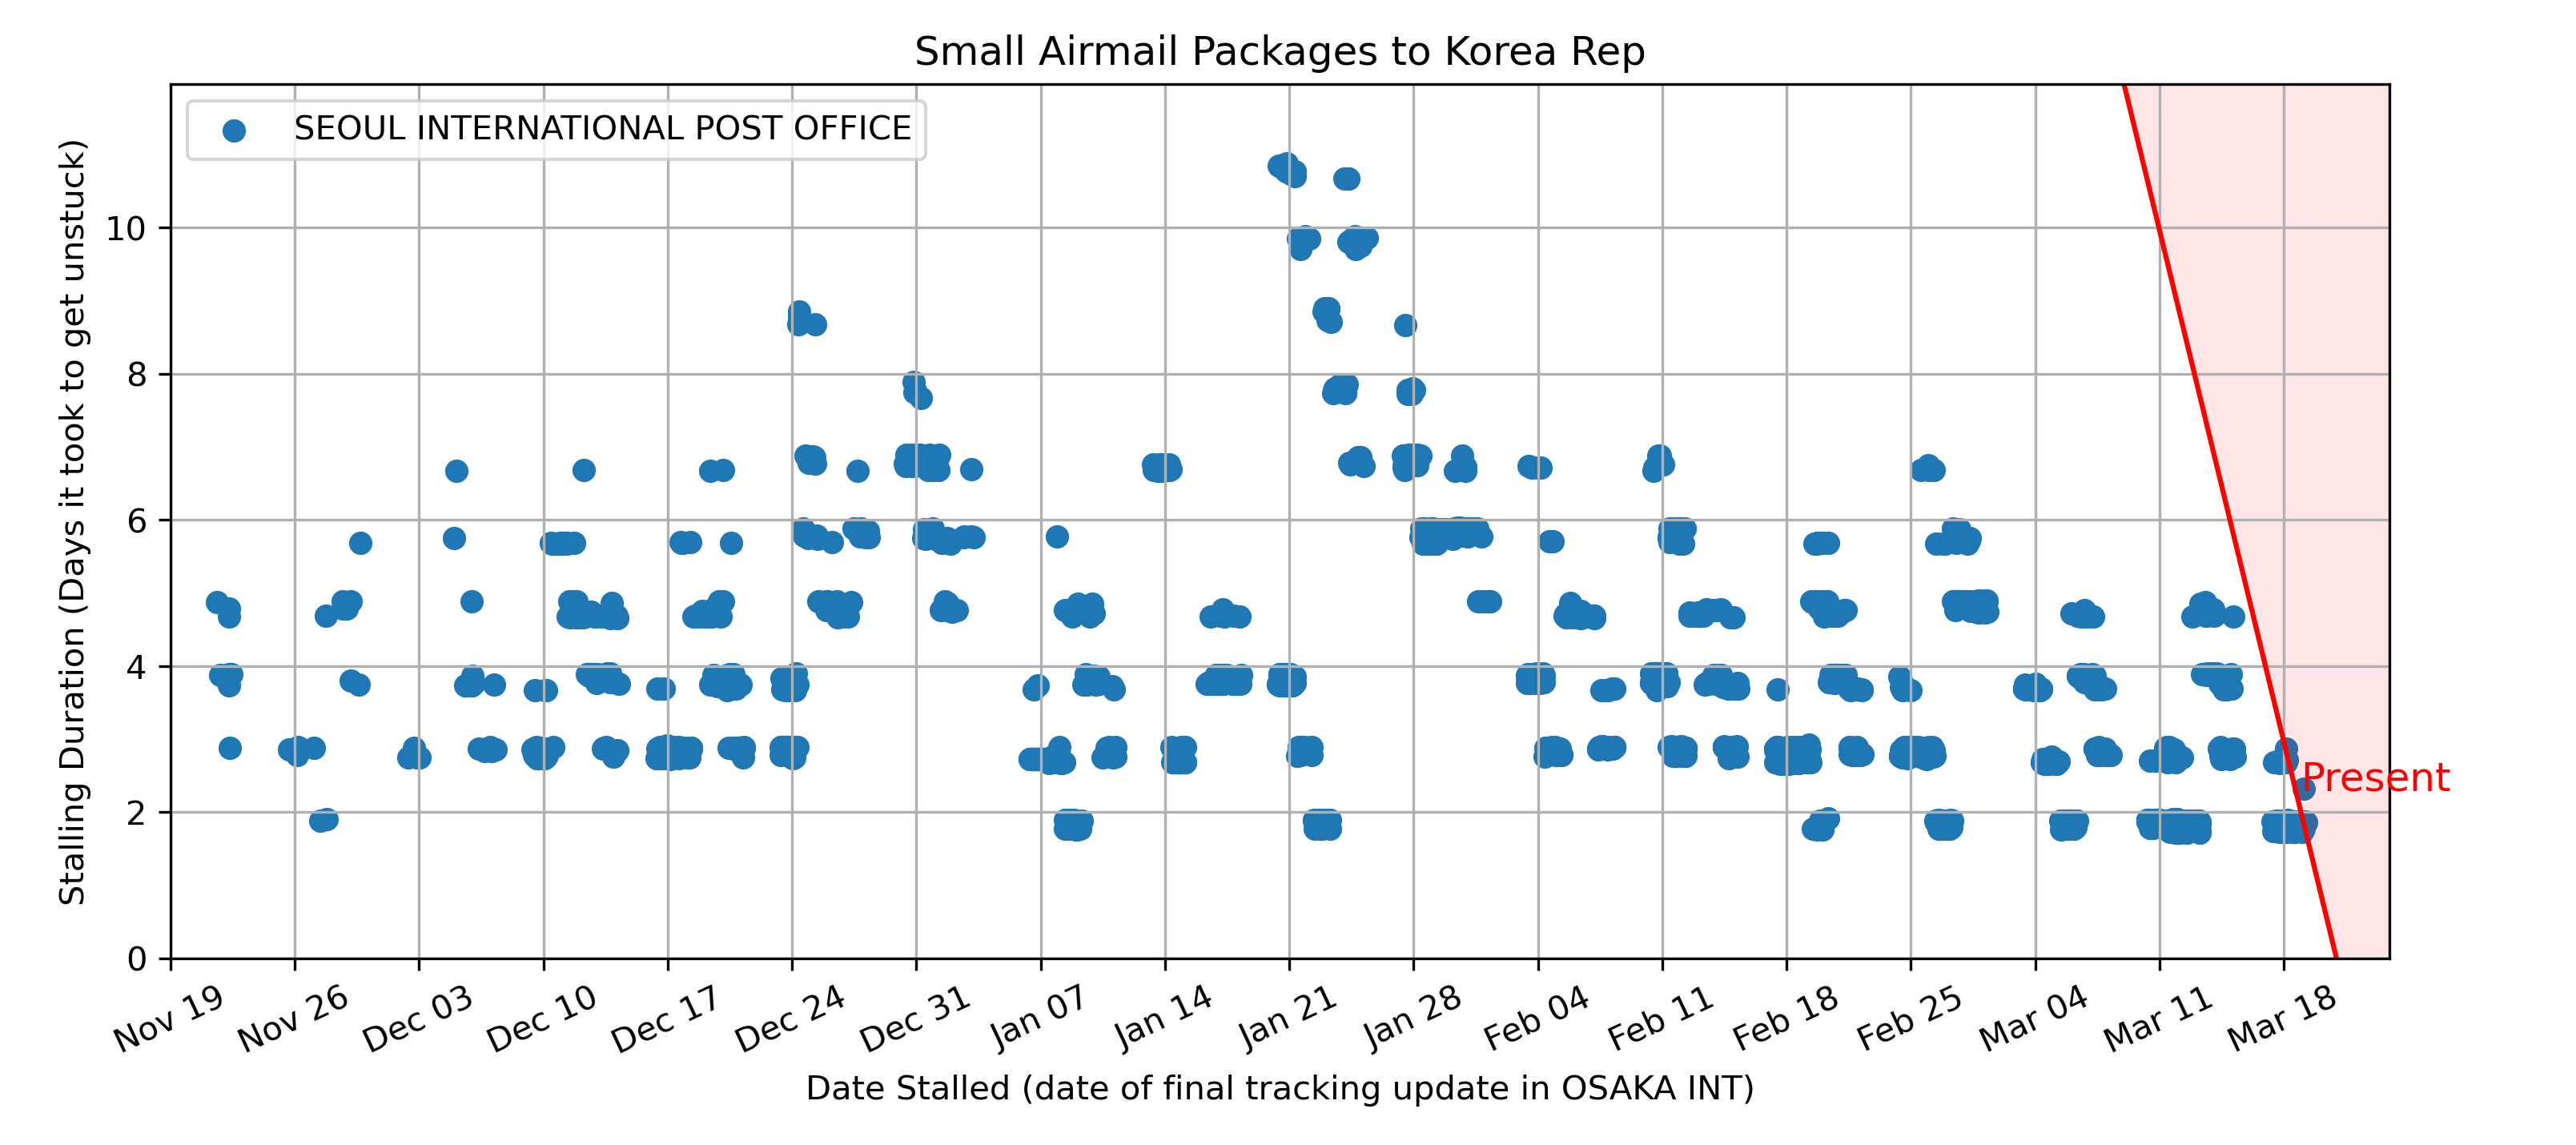 Small Airmail Packages to Korea Rep
SEOUL INTERNATIONAL POST OFFICE
Stalling Duration (Days it took to get unstuck)
10
8
6
4
2
0
Present
Nov 19
Nov 26
Dec 03
Dec 10
Dec 17
Dec 24
Dec 31
Jan 07
Jan 14
Jan 21
Jan 28
Feb 04
Feb 11
Feb 18
Feb 25
Mar 04
Mar 11
Mar 18
Date Stalled (date of final tracking update in OSAKA INT)